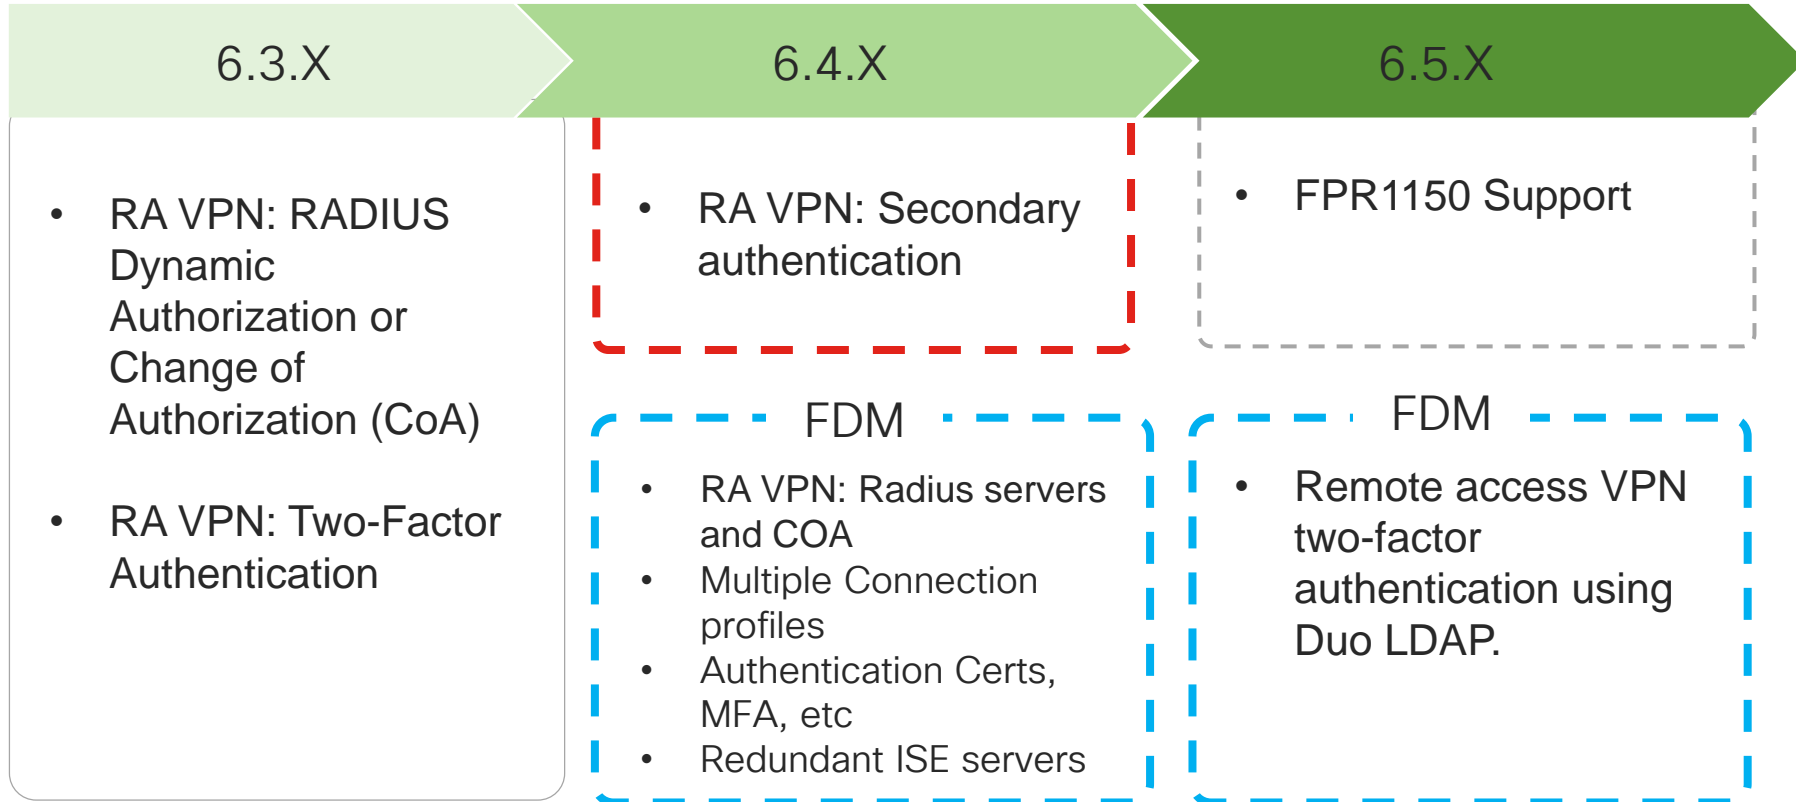 6.3.X
6.4.X
6.5.X
• RA VPN: RADIUS
Dynamic
Authorization or
Change of
Authorization (CoA)
• RA VPN: Two-Factor
Authentication
• RA VPN: Secondary
authentication
FDM
• RA VPN: Radius servers
and COA
• Multiple Connection
profiles
• Authentication Certs,
MFA, etc
• Redundant ISE servers
• FPR1150 Support
FDM
• Remote access VPN
two-factor
authentication using
Duo LDAP.